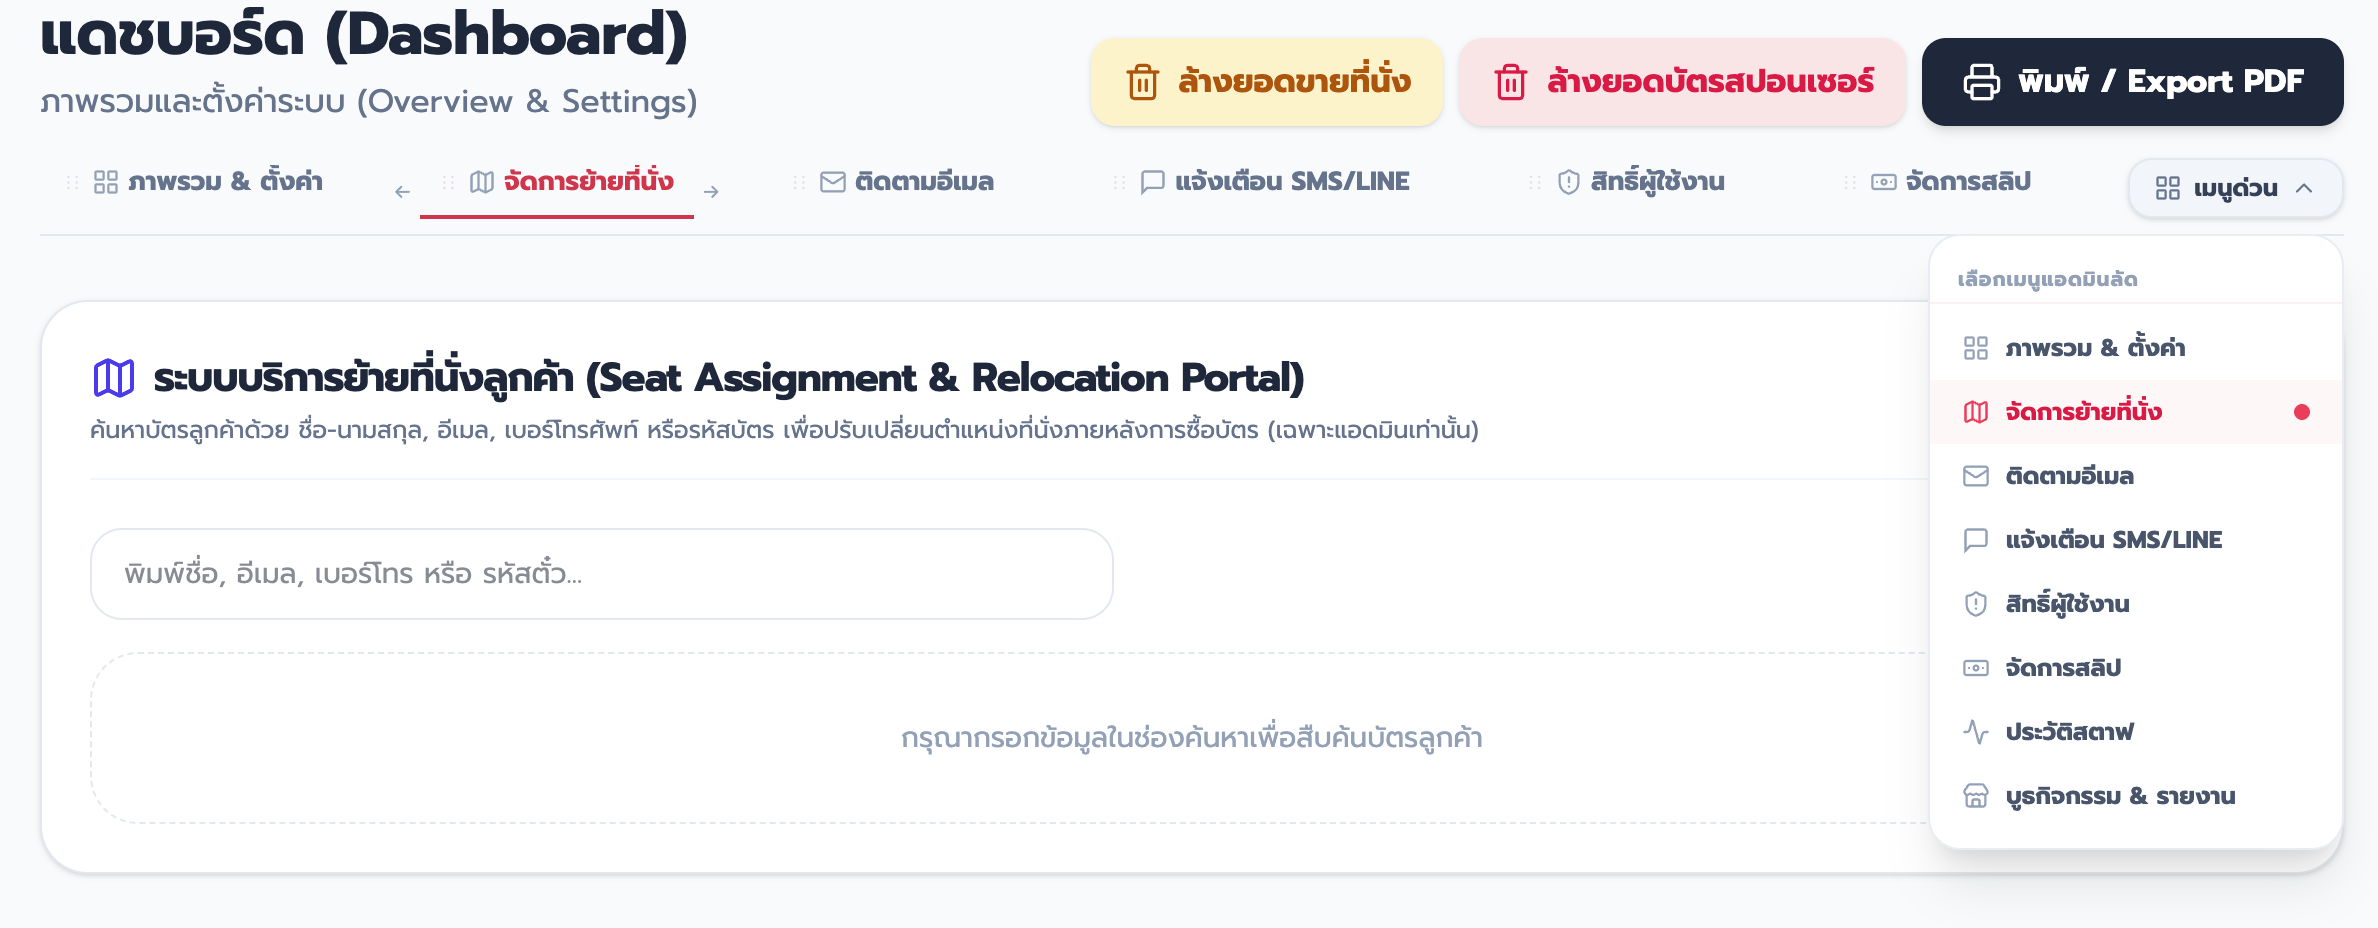 แดชบอร์ด (Dashboard)
ภาพรวมและตั้งค่าระบบ (Overview & Settings)
ล้างยอดขายที่นั่ง
ล้างยอดบัตรสปอนเซอร์
พิมพ์ / Export PDF
ภาพรวม & ตั้งค่า
จัดการย้ายที่นั่ง
ติดตามอีเมล
แจ้งเตือน SMS/LINE
สิทธิ์ผู้ใช้งาน
จัดการสลิป
เมนูด่วน
เลือกเมนูแอดมินลัด
ภาพรวม & ตั้งค่า
จัดการย้ายที่นั่ง
ติดตามอีเมล
แจ้งเตือน SMS/LINE
สิทธิ์ผู้ใช้งาน
จัดการสลิป
ประวัติสตาฟ
บูธกิจกรรม & รายงาน
ระบบบริการย้ายที่นั่งลูกค้า (Seat Assignment & Relocation Portal)
ค้นหาบัตรลูกค้าด้วย ชื่อ-นามสกุล, อีเมล, เบอร์โทรศัพท์ หรือรหัสบัตร เพื่อปรับเปลี่ยนตำแหน่งที่นั่งภายหลังการซื้อบัตร (เฉพาะแอดมินเท่านั้น)
พิมพ์ชื่อ, อีเมล, เบอร์โทร หรือ รหัสตั๋ว...
กรุณากรอกข้อมูลในช่องค้นหาเพื่อสืบค้นบัตรลูกค้า